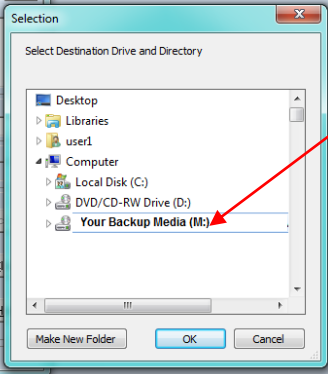 Selection
Select Destination Drive and Directory
Desktop
Libraries
user1
Computer
Local Disk (C:)
DVD/CD-RW Drive (D:)
Your Backup Media (M:)
Make New Folder
OK
Cancel